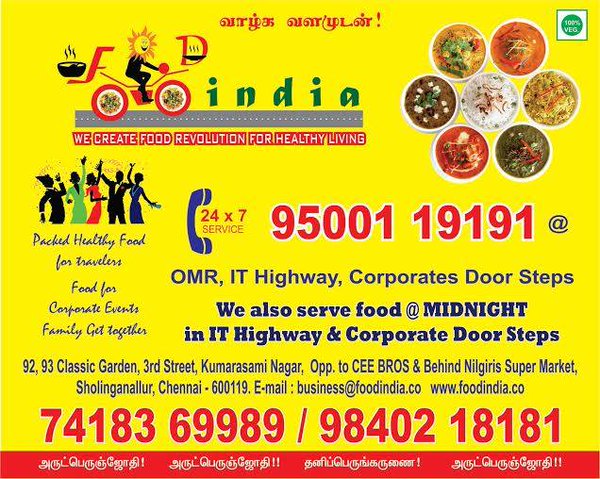 வாழ்க வளமுடன்!
100%
VEG.
FOOD
india
WE CREATE FOOD REVOLUTION FOR HEALTHY LIVING
24 x 7
SERVICE
95001 19191 @
Packed Healthy Food
for travelers
Food for
Corporate Events
Family Get together
OMR, IT Highway, Corporates Door Steps
We also serve food @ MIDNIGHT
in IT Highway & Corporate Door Steps
92, 93 Classic Garden, 3rd Street, Kumarasami Nagar, Opp. to CEE BROS & Behind Nilgiris Super Market,
Sholinganallur, Chennai - 600119. E-mail : business@foodindia.co www.foodindia.co
74183 69989 / 98402 18181
அருட்பெருஞ்ஜோதி! அருட்பெருஞ்ஜோதி!! தனிப்பெருங்கருணை! அருட்பெருஞ்ஜோதி!!